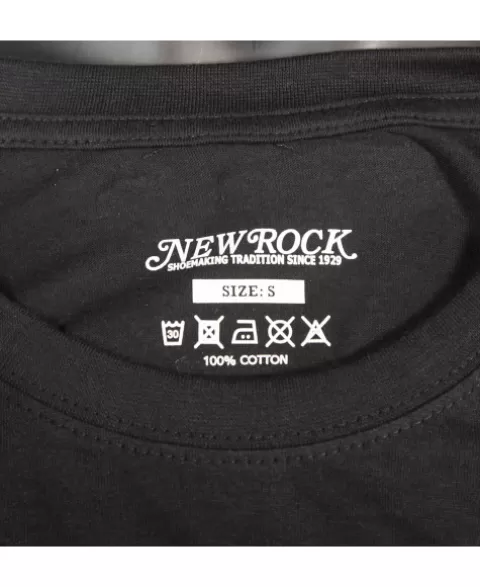 NEWROCK
SHOEMAKING TRADITION SINCE 1929
SIZE: S
30
100% COTTON